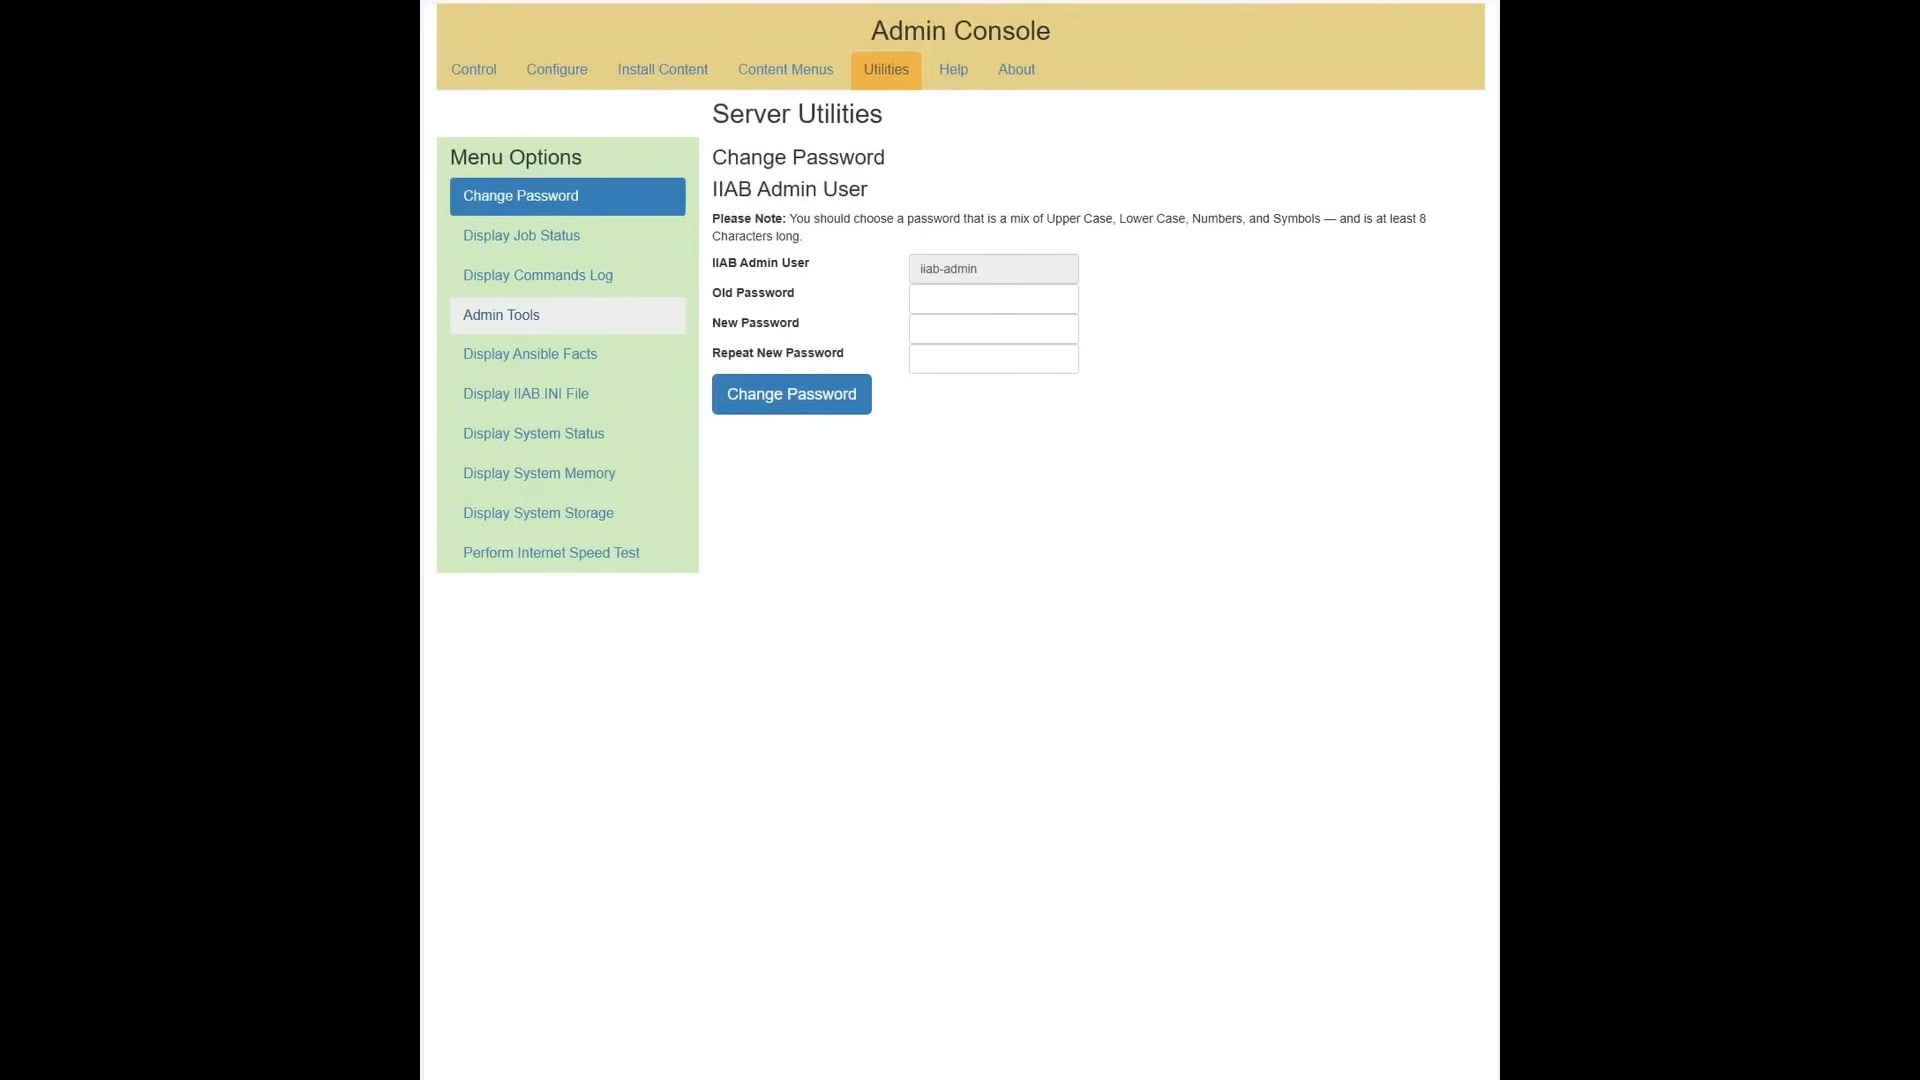 Admin Console
Control
Configure
Install Content
Content Menus
Utilities
Help
About
Server Utilities
Menu Options
Change Password
Display Job Status
Display Commands Log
Admin Tools
Display Ansible Facts
Display IIAB.INI File
Display System Status
Display System Memory
Display System Storage
Perform Internet Speed Test
Change Password
IIAB Admin User
Please Note: You should choose a password that is a mix of Upper Case, Lower Case, Numbers, and Symbols — and is at least 8
Characters long.
IIAB Admin User
iiab-admin
Old Password
New Password
Repeat New Password
Change Password